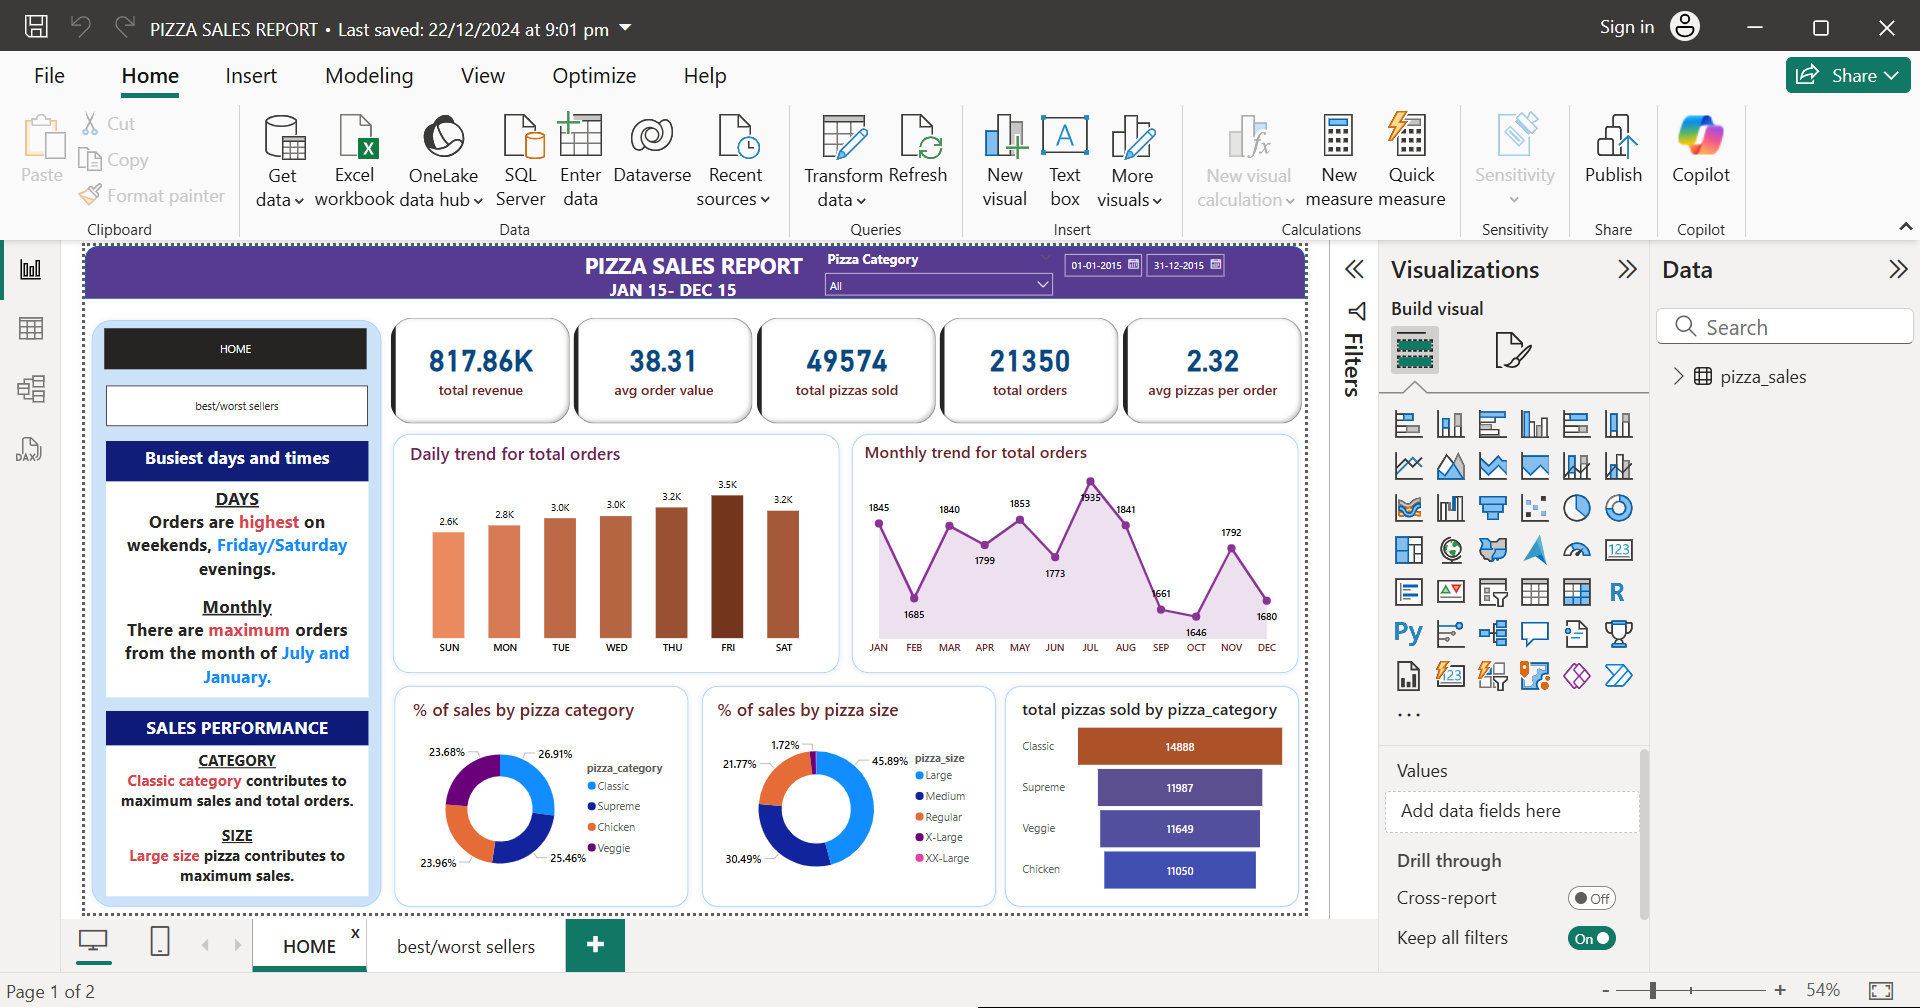 PIZZA SALES REPORT • Last saved: 22/12/2024 at 9:01 pm
Sign in
File Home Insert Modeling View Optimize Help
Share
Paste
Cut
Copy
Format painter
Clipboard
Get data
Excel workbook
OneLake data hub
SQL Server
Enter data
Dataverse
Recent sources
Data
Transform data
Refresh
Queries
New visual
Text box
More visuals
Insert
New visual calculation
New measure
Quick measure
Calculations
Sensitivity
Sensitivity
Publish
Share
Copilot
Copilot
PIZZA SALES REPORT
JAN 15- DEC 15
Pizza Category
All
01-01-2015
31-12-2015
HOME
best/worst sellers
Busiest days and times
DAYS
Orders are highest on
weekends, Friday/Saturday
evenings.
Monthly
There are maximum orders
from the month of July and
January.
SALES PERFORMANCE
CATEGORY
Classic category contributes to
maximum sales and total orders.
SIZE
Large size pizza contributes to
maximum sales.
817.86K
total revenue
38.31
avg order value
49574
total pizzas sold
21350
total orders
2.32
avg pizzas per order
Daily trend for total orders
2.6K
2.8K
3.0K
3.0K
3.2K
3.5K
3.2K
SUN MON TUE WED THU FRI SAT
Monthly trend for total orders
1845
1685
1840
1799
1853
1773
1935
1841
1661
1646
1792
1680
JAN FEB MAR APR MAY JUN JUL AUG SEP OCT NOV DEC
% of sales by pizza category
23.68%
26.91%
23.96%
25.46%
pizza_category
Classic
Supreme
Chicken
Veggie
% of sales by pizza size
1.72%
21.77%
45.89%
30.49%
pizza_size
Large
Medium
Regular
X-Large
XX-Large
total pizzas sold by pizza_category
Classic 14888
Supreme 11987
Veggie 11649
Chicken 11050
Filters
Visualizations
Build visual
123
R
Py
123
...
Values
Add data fields here
Drill through
Cross-report
Off
Keep all filters
On
Data
Search
pizza_sales
DAX
HOME x
best/worst sellers
+
Page 1 of 2
- + 54%